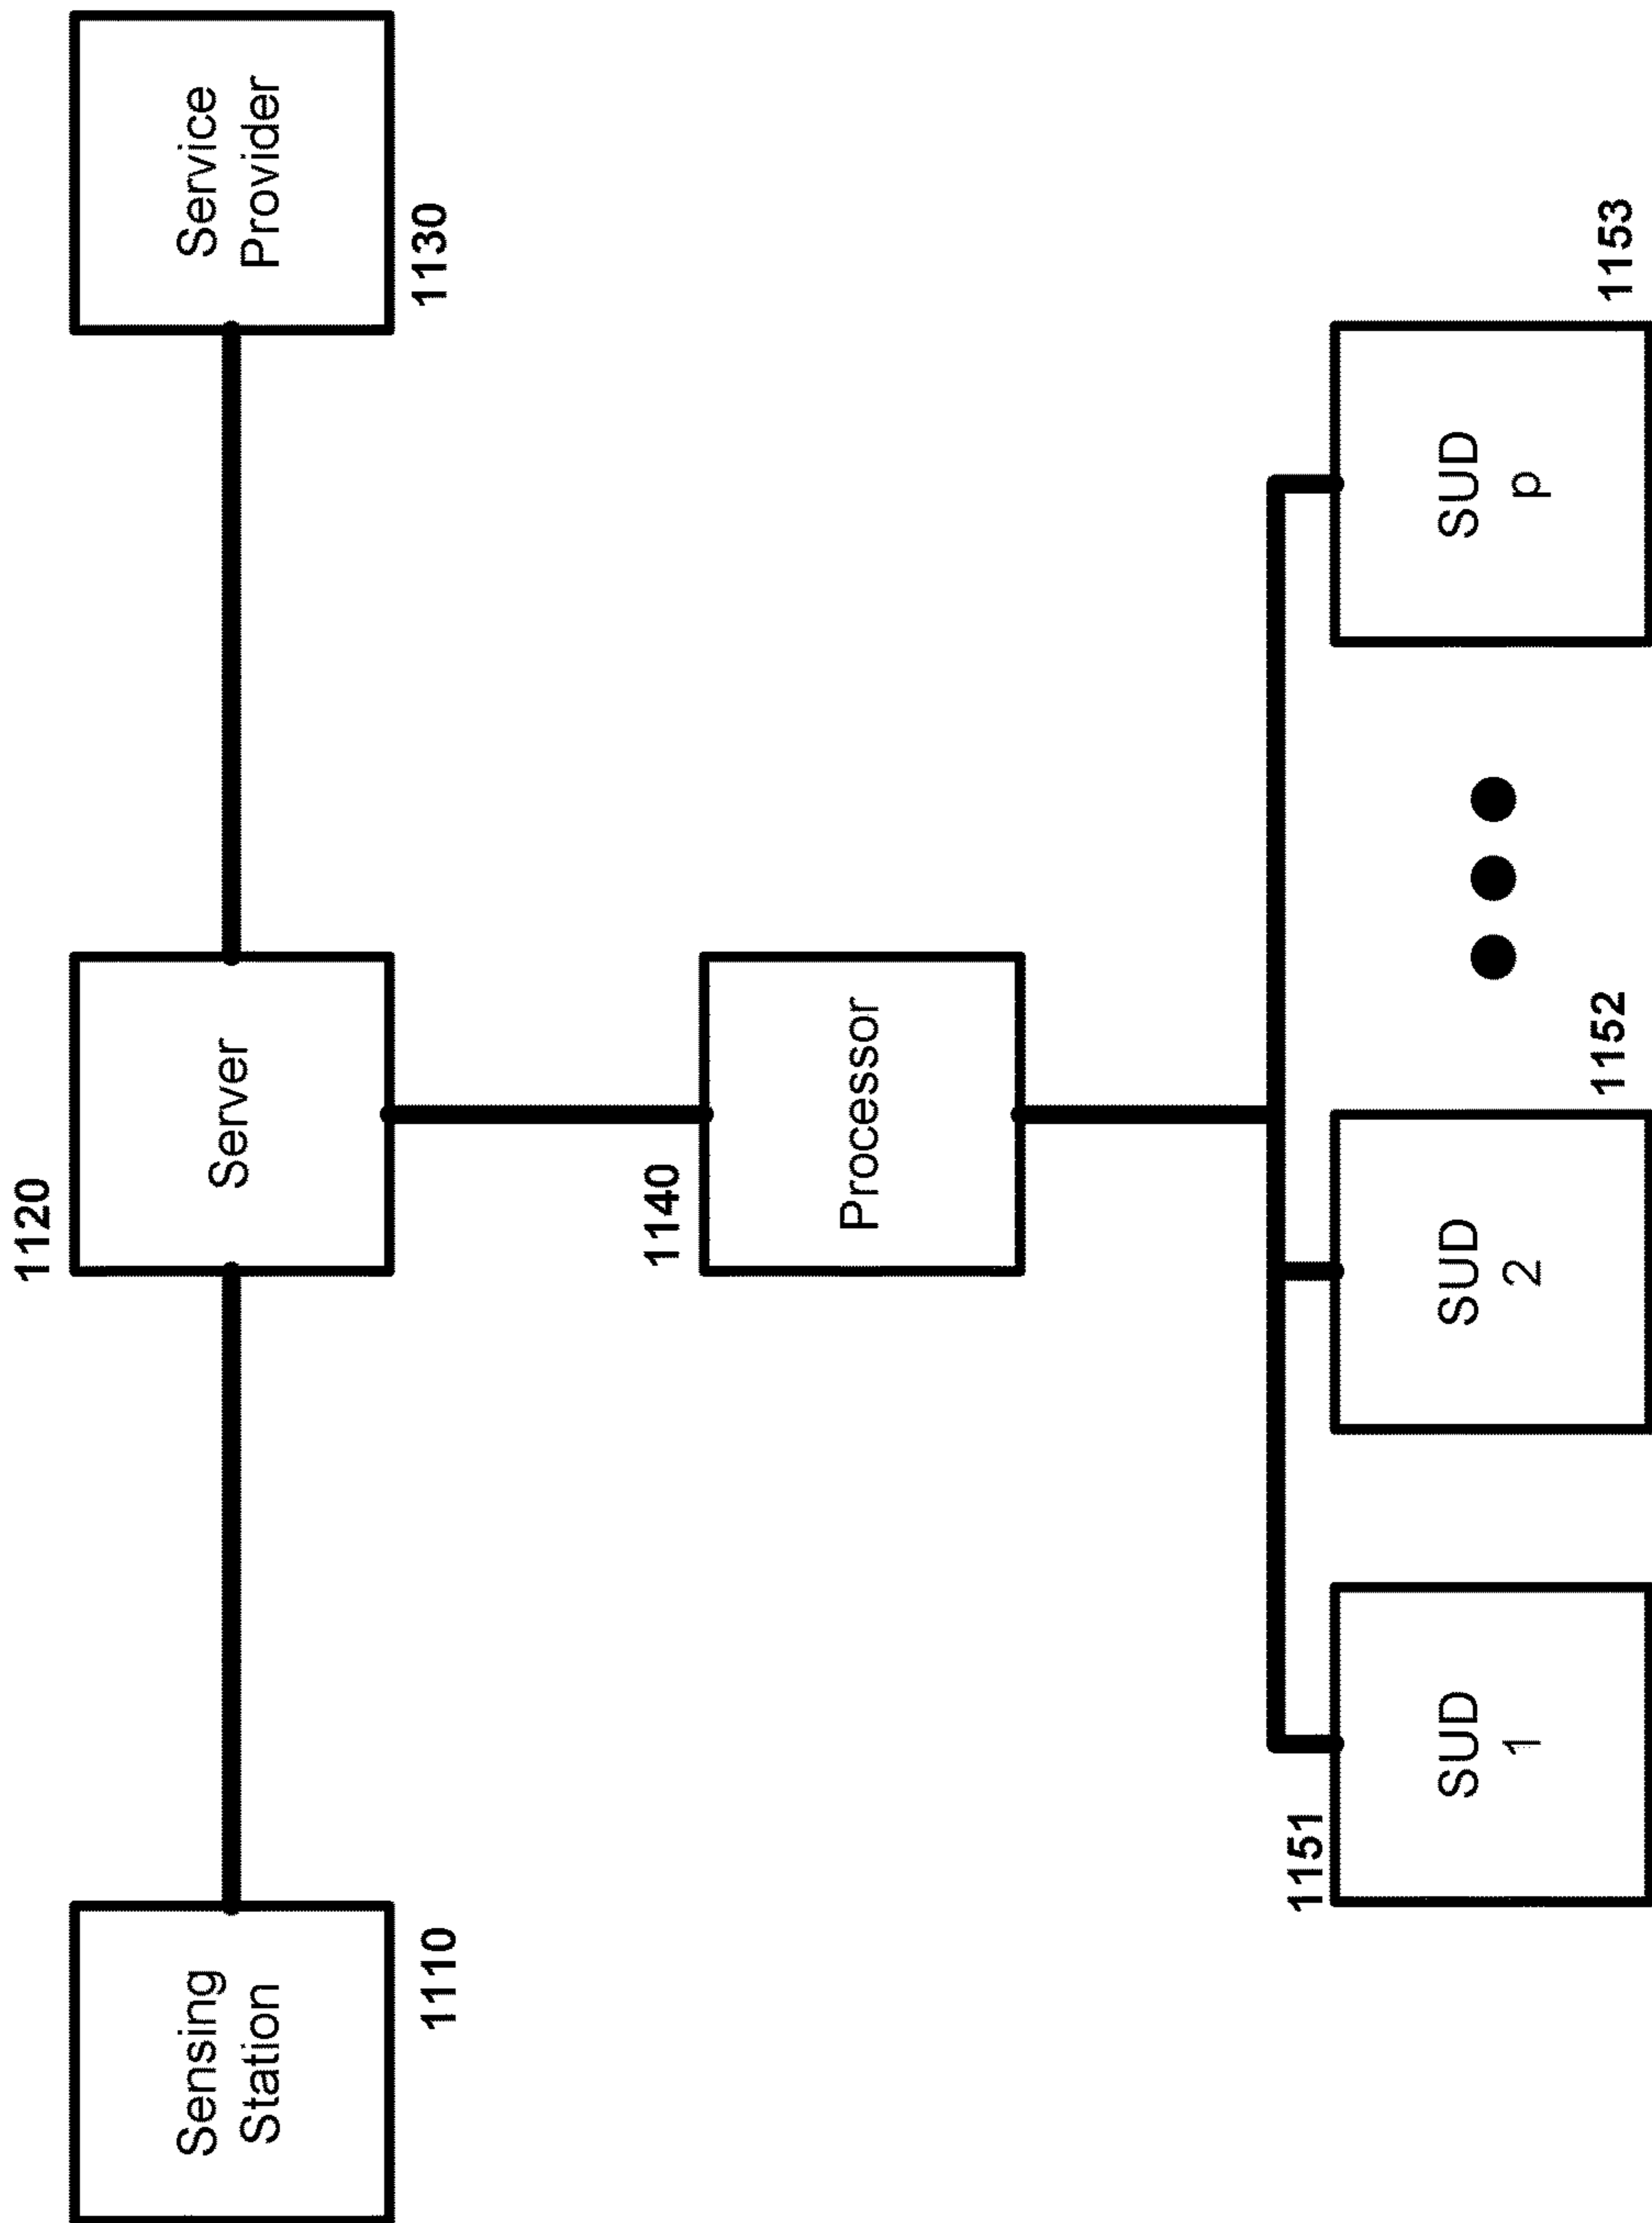 1120
Sensing
Station
Server
Service
Provider
1110
1130
1140
Processor
1151
SUD
1
SUD
2
SUD
p
1152
1153